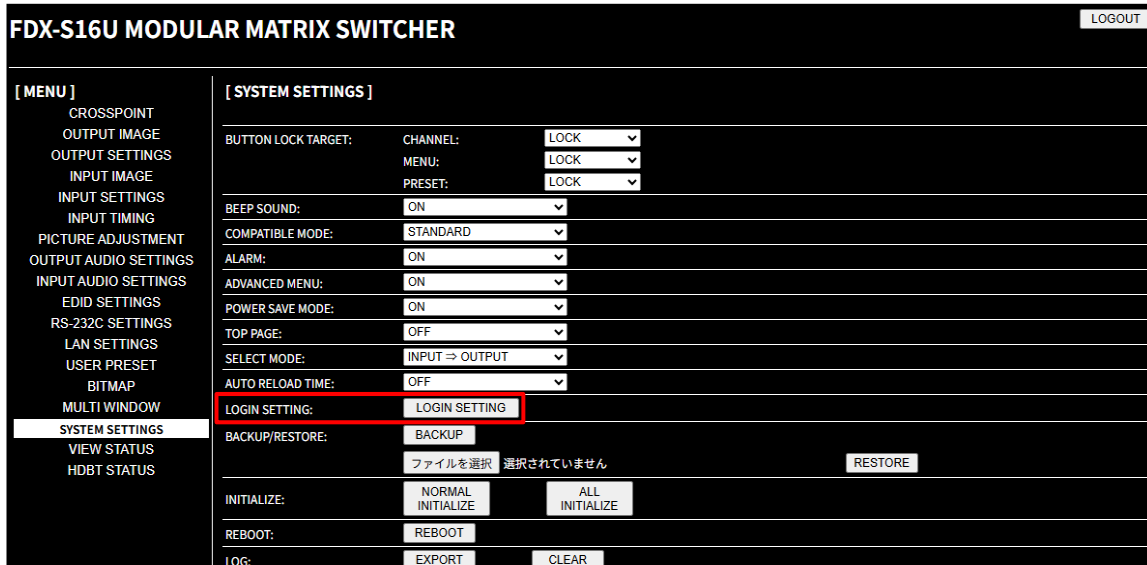 FDX-S16U MODULAR MATRIX SWITCHER
LOGOUT
[ MENU ]
CROSSPOINT
OUTPUT IMAGE
OUTPUT SETTINGS
INPUT IMAGE
INPUT SETTINGS
INPUT TIMING
PICTURE ADJUSTMENT
OUTPUT AUDIO SETTINGS
INPUT AUDIO SETTINGS
EDID SETTINGS
RS-232C SETTINGS
LAN SETTINGS
USER PRESET
BITMAP
MULTI WINDOW
SYSTEM SETTINGS
VIEW STATUS
HDBT STATUS
[ SYSTEM SETTINGS ]
BUTTON LOCK TARGET: CHANNEL: LOCK
MENU: LOCK
PRESET: LOCK
BEEP SOUND: ON
COMPATIBLE MODE: STANDARD
ALARM: ON
ADVANCED MENU: ON
POWER SAVE MODE: ON
TOP PAGE: OFF
SELECT MODE: INPUT ⇒ OUTPUT
AUTO RELOAD TIME: OFF
LOGIN SETTING: LOGIN SETTING
BACKUP/RESTORE: BACKUP
ファイルを選択 選択されていません RESTORE
INITIALIZE: NORMAL INITIALIZE ALL INITIALIZE
REBOOT: REBOOT
LOG: EXPORT CLEAR